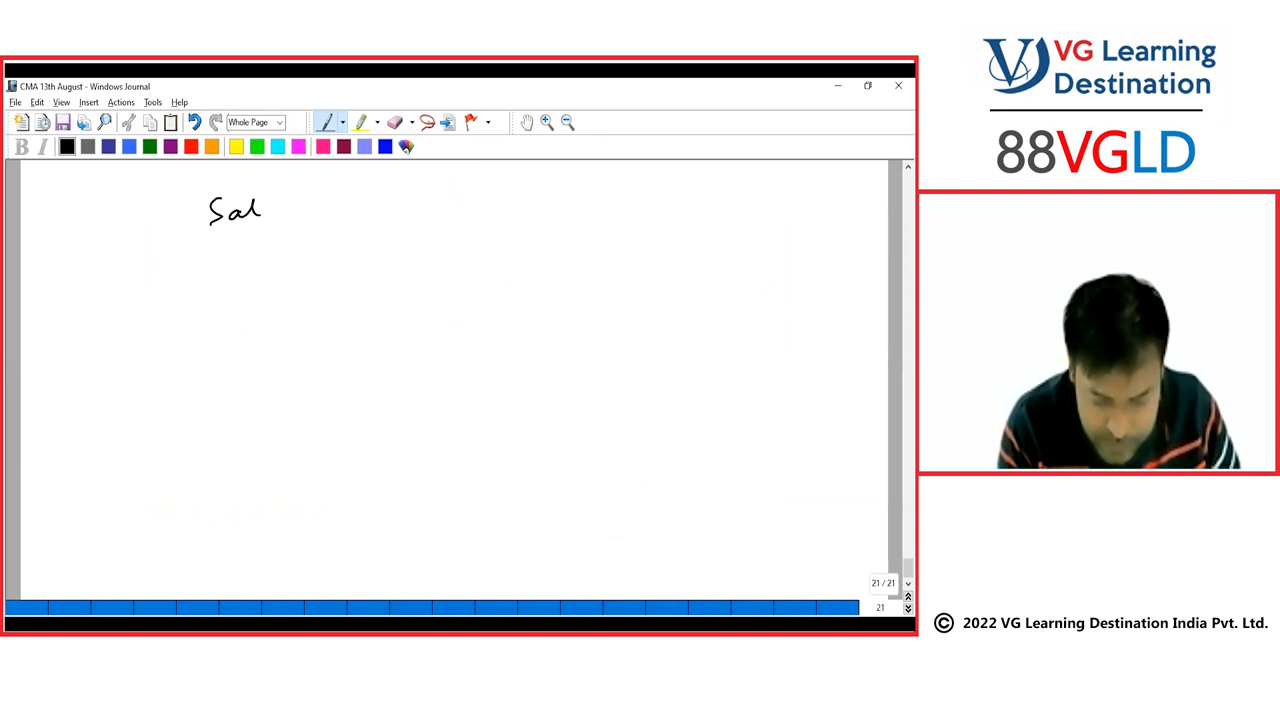 VG Learning
Destination
88VGLD
CMA 13th August - Windows Journal
File Edit View Insert Actions Tools Help
Whole Page
B I
Sal
21 / 21
21
© 2022 VG Learning Destination India Pvt. Ltd.